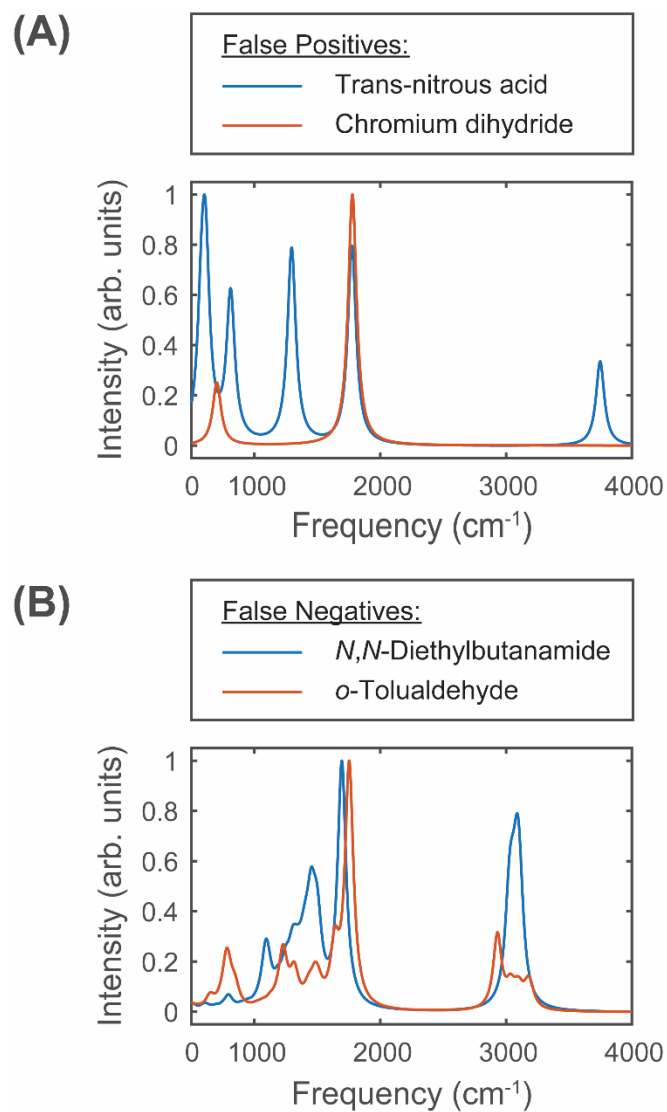 (A)
False Positives:
Trans-nitrous acid
Chromium dihydride
Intensity (arb. units)
1
0.8
0.6
0.4
0.2
0
0 1000 2000 3000 4000
Frequency (cm⁻¹)
(B)
False Negatives:
N,N-Diethylbutanamide
o-Tolualdehyde
Intensity (arb. units)
1
0.8
0.6
0.4
0.2
0
0 1000 2000 3000 4000
Frequency (cm⁻¹)